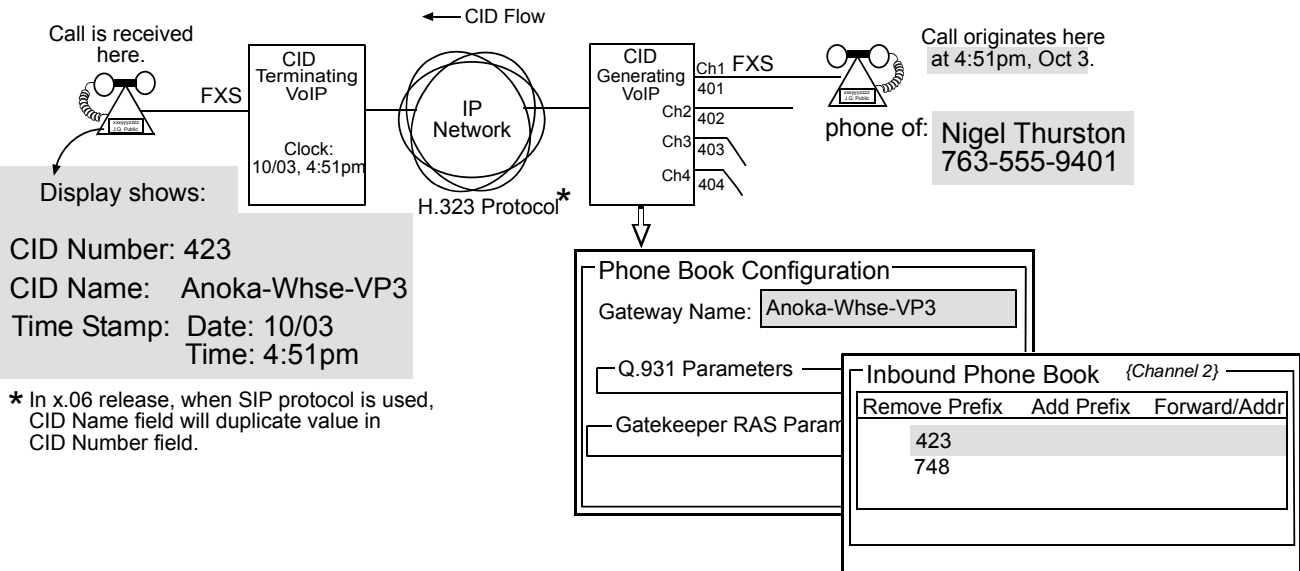 CID Flow
Call is received
here.
FXS
CID
Terminating
VoIP
Clock:
10/03, 4:51pm
IP
Network
H.323 Protocol*
CID
Generating
VoIP
Ch1 FXS
401
Ch2
402
Ch3
403
Ch4
404
Call originates here
at 4:51pm, Oct 3.
phone of: Nigel Thurston
763-555-9401
J.Q. Public
J.Q. Public
Display shows:
CID Number: 423
CID Name: Anoka-Whse-VP3
Time Stamp: Date: 10/03
Time: 4:51pm
* In x.06 release, when SIP protocol is used,
CID Name field will duplicate value in
CID Number field.
Phone Book Configuration
Gateway Name: Anoka-Whse-VP3
Q.931 Parameters
Gatekeeper RAS Param
Inbound Phone Book {Channel 2}
Remove Prefix Add Prefix Forward/Addr
423
748